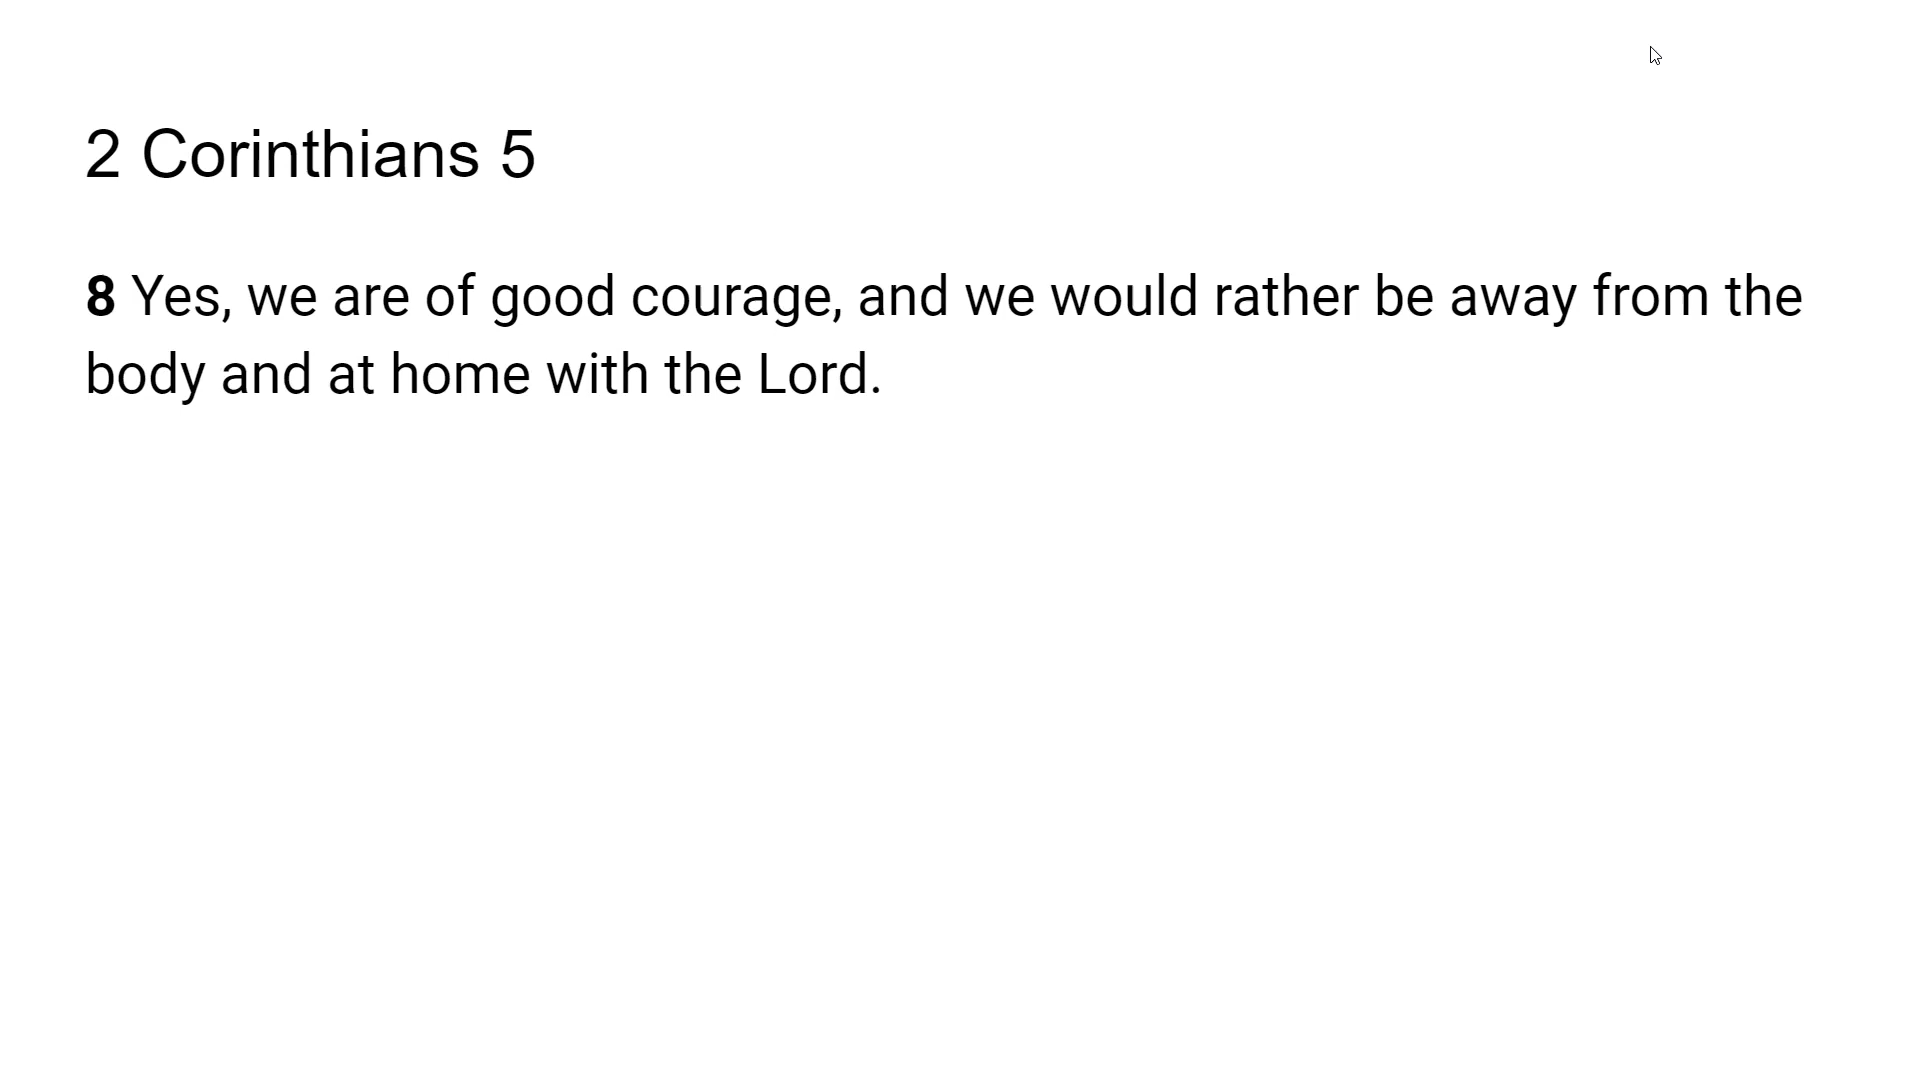 2 Corinthians 5
8 Yes, we are of good courage, and we would rather be away from the
body and at home with the Lord.